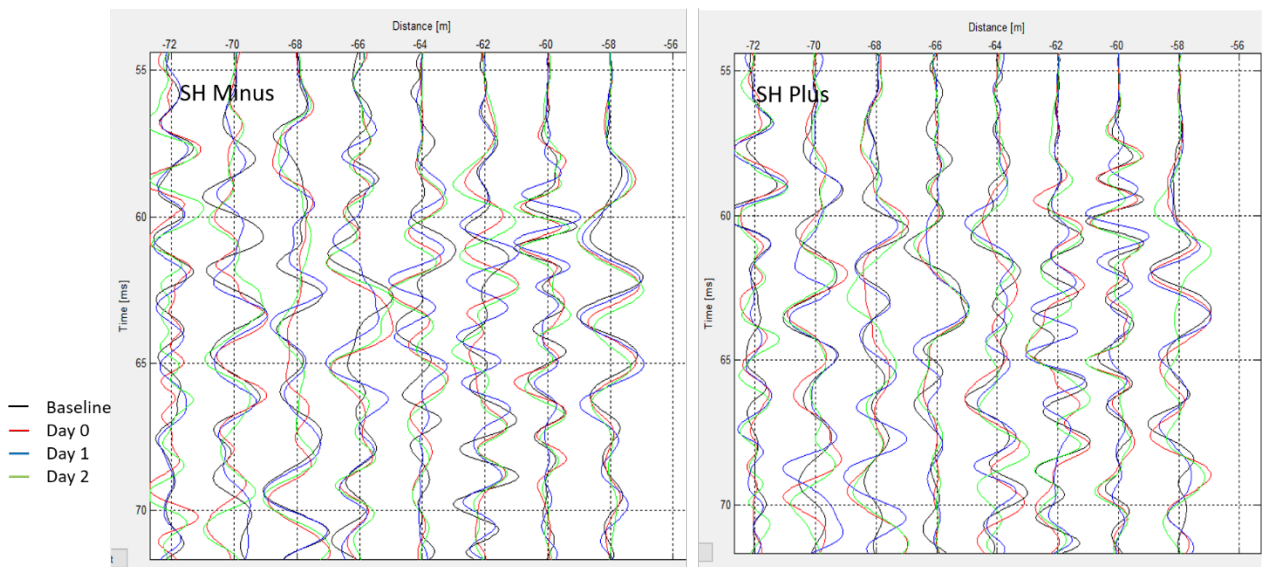 Distance [m]
-72 -70 -68 -66 -64 -62 -60 -58 -56
55
SH Minus
60
Time [ms]
65
70
Distance [m]
-72 -70 -68 -66 -64 -62 -60 -58 -56
55
SH Plus
60
Time [ms]
65
70
Baseline
Day 0
Day 1
Day 2